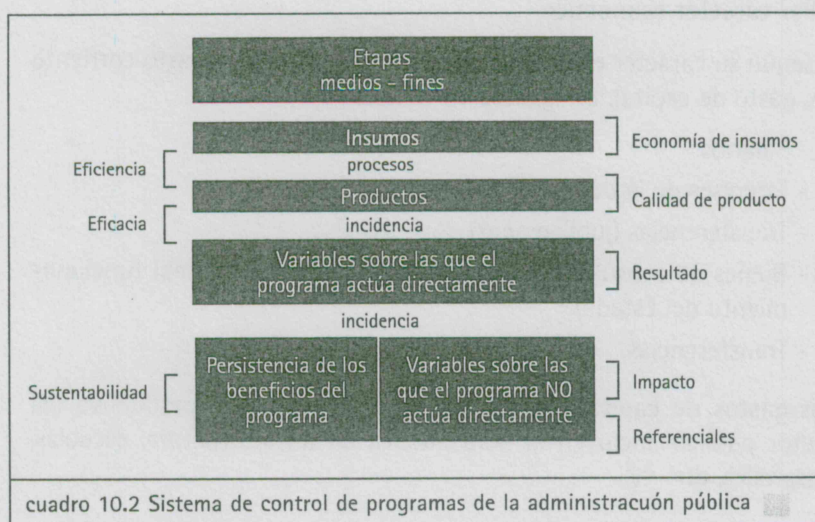 Etapas
medios - fines
Insumos
Economía de insumos
Eficiencia
procesos
Productos
Calidad de producto
Eficacia
incidencia
Variables sobre las que el
programa actúa directamente
Resultado
incidencia
Sustentabilidad
Persistencia de los
beneficios del
programa
Variables sobre las
que el programa NO
actúa directamente
Impacto
Referenciales
cuadro 10.2 Sistema de control de programas de la administracuón pública